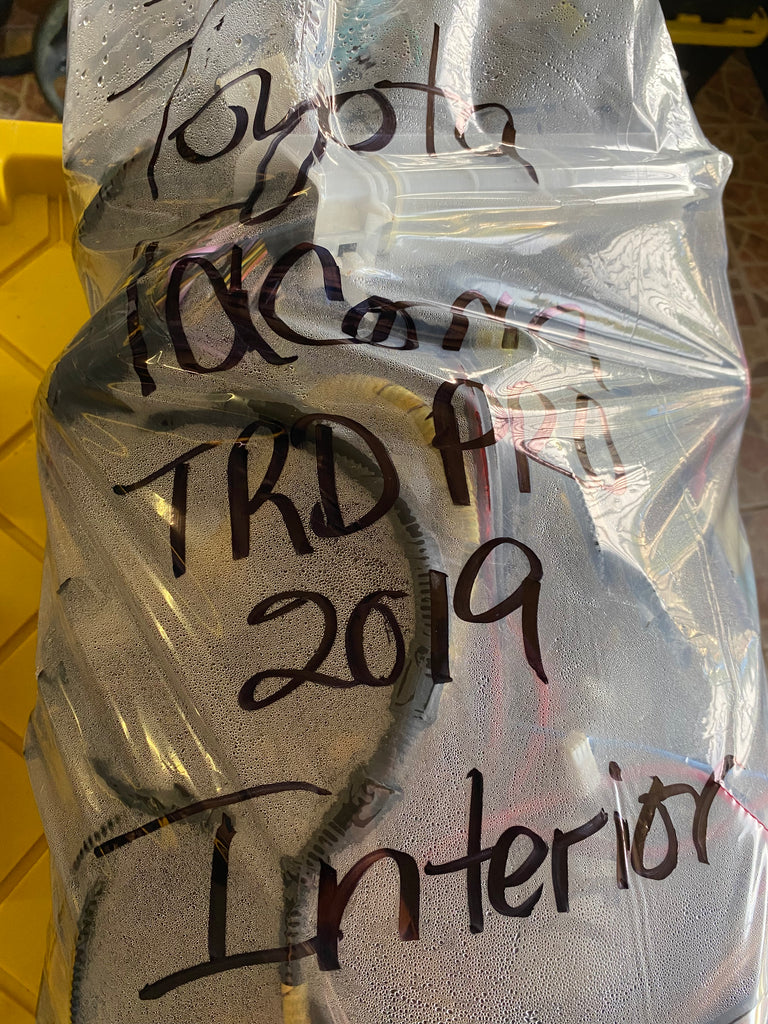 Toyota
Tacoma
TRD PRO
2019
Interior